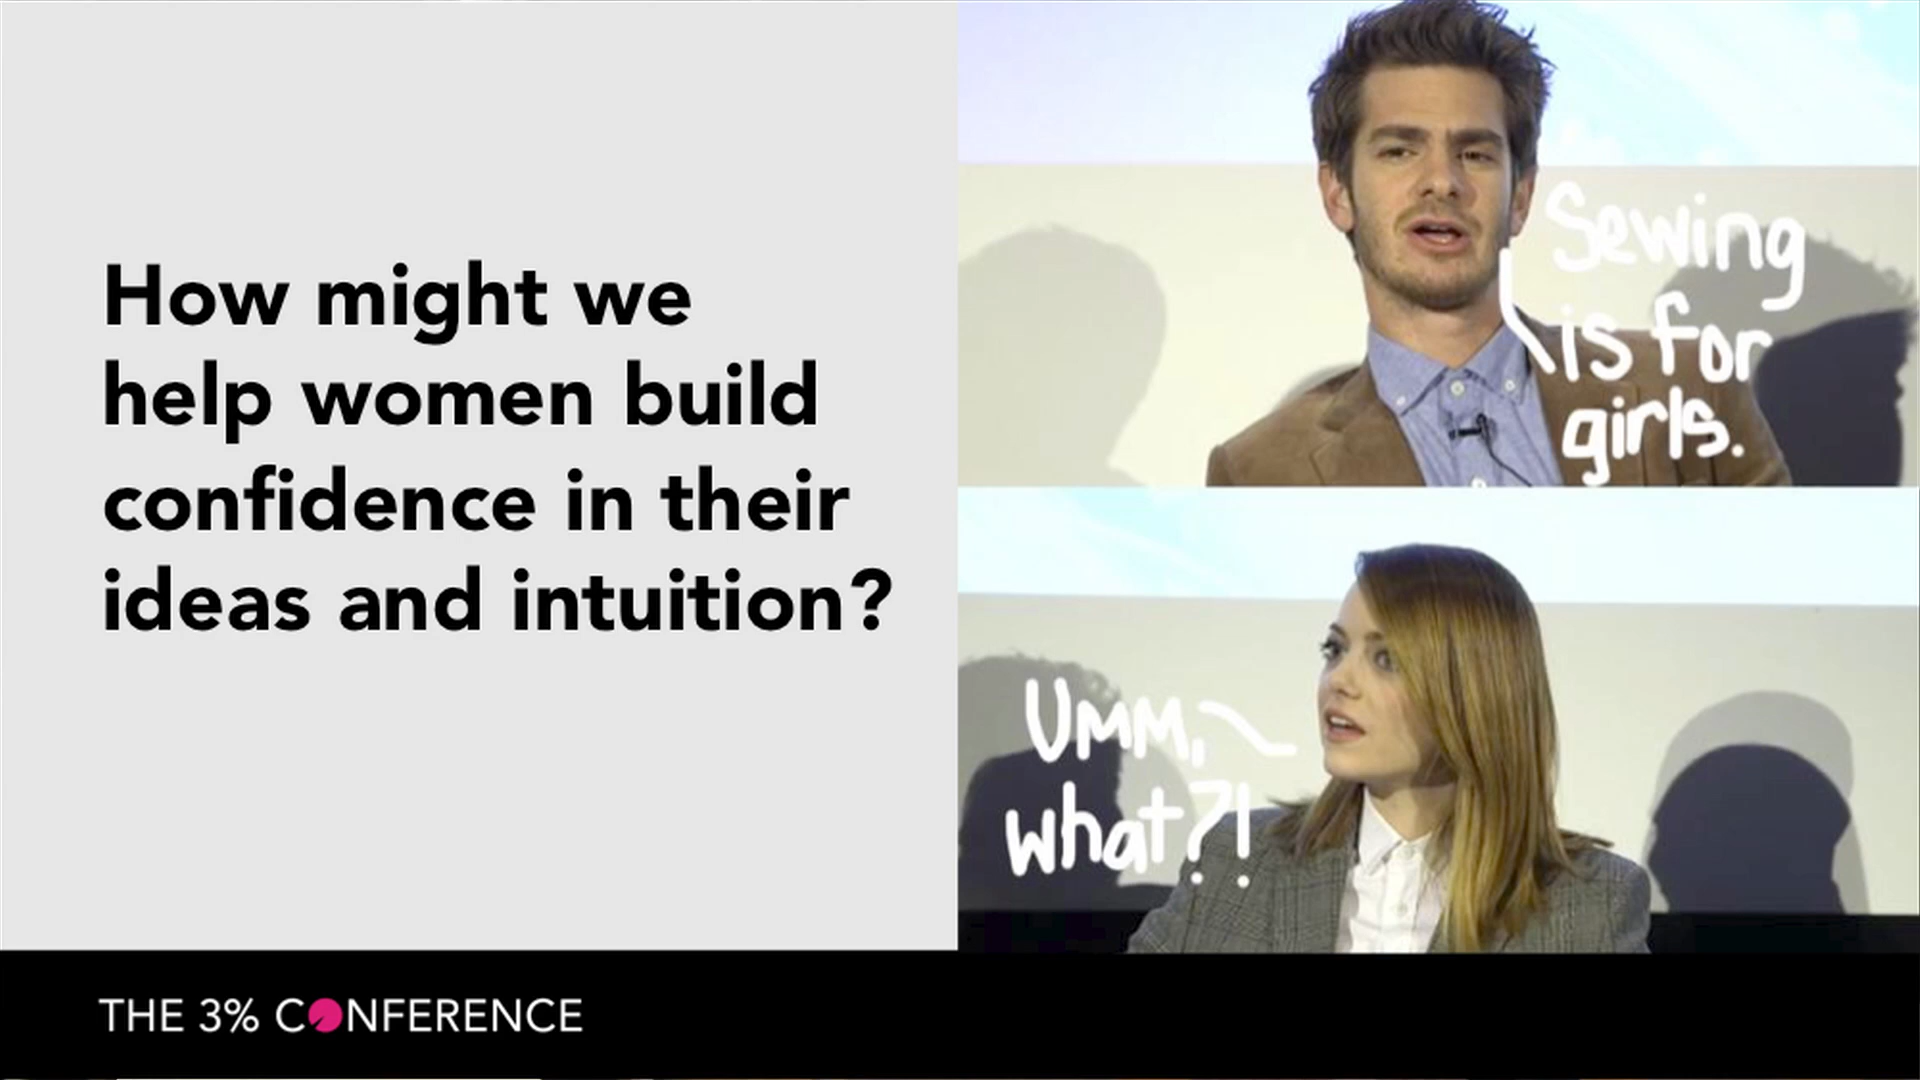 How might we
help women build
confidence in their
ideas and intuition?
Sewing
is for
girls.
Umm,
what?!
THE 3% CONFERENCE